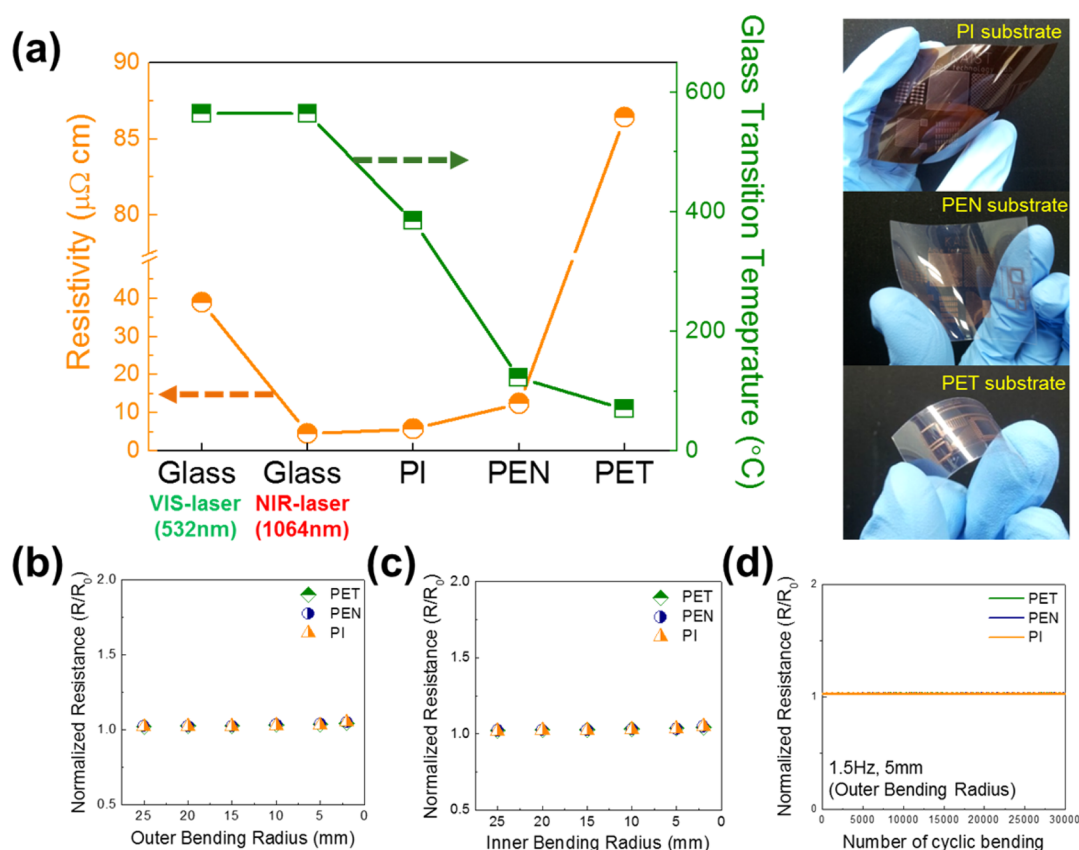 (a)
Resistivity (μΩ cm)
90
85
80
40
30
20
10
0
600
400
200
0
Glass Transition Temeprature (°C)
Glass
VIS-laser
(532nm)
Glass
NIR-laser
(1064nm)
PI
PEN
PET
PI substrate
PEN substrate
PET substrate
(b)
Normalized Resistance (R/R₀)
2.0
1.5
1.0
0.5
PET
PEN
PI
25 20 15 10 5 0
Outer Bending Radius (mm)
(c)
Normalized Resistance (R/R₀)
2.0
1.5
1.0
0.5
PET
PEN
PI
25 20 15 10 5 0
Inner Bending Radius (mm)
(d)
Normalized Resistance (R/R₀)
2
1
0
PET
PEN
PI
1.5Hz, 5mm
(Outer Bending Radius)
0 5000 10000 15000 20000 25000 30000
Number of cyclic bending